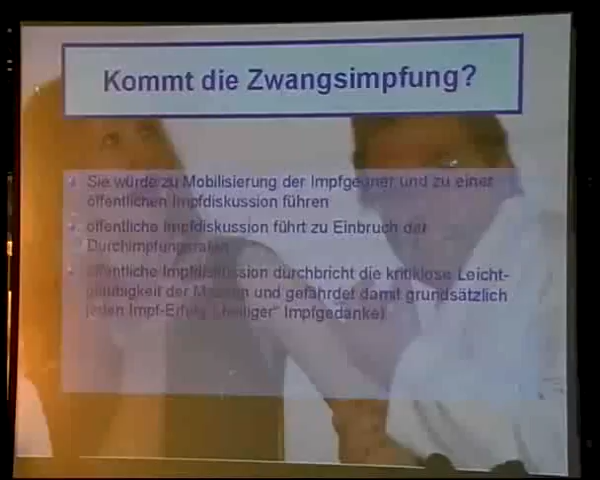 Kommt die Zwangsimpfung?
Sie würde zu Mobilisierung der Impfgegner und zu einer
öffentlichen Impfdiskussion führen
öffentliche Impfdiskussion führt zu Einbruch der
Durchimpfungsraten
öffentliche Impfdiskussion durchbricht die kritiklose Leicht-
gläubigkeit der Massen und gefährdet damit grundsätzlich
jeden Impf-Erfolg („heiliger“ Impfgedanke)